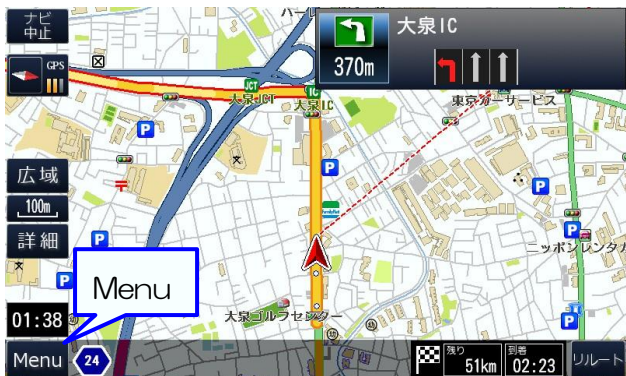 ナビ
中止
大泉IC
370m
GPS
JCT
大泉JCT
IC
大泉IC
東京ガーサービス
P
P
P
広域
100m
FamilyMart
詳細
P
P
ニッポンレンタカ
P
Menu
01:38
大泉ゴルフセンター
P
Menu
24
残り
51km
到着
02:23
リルート